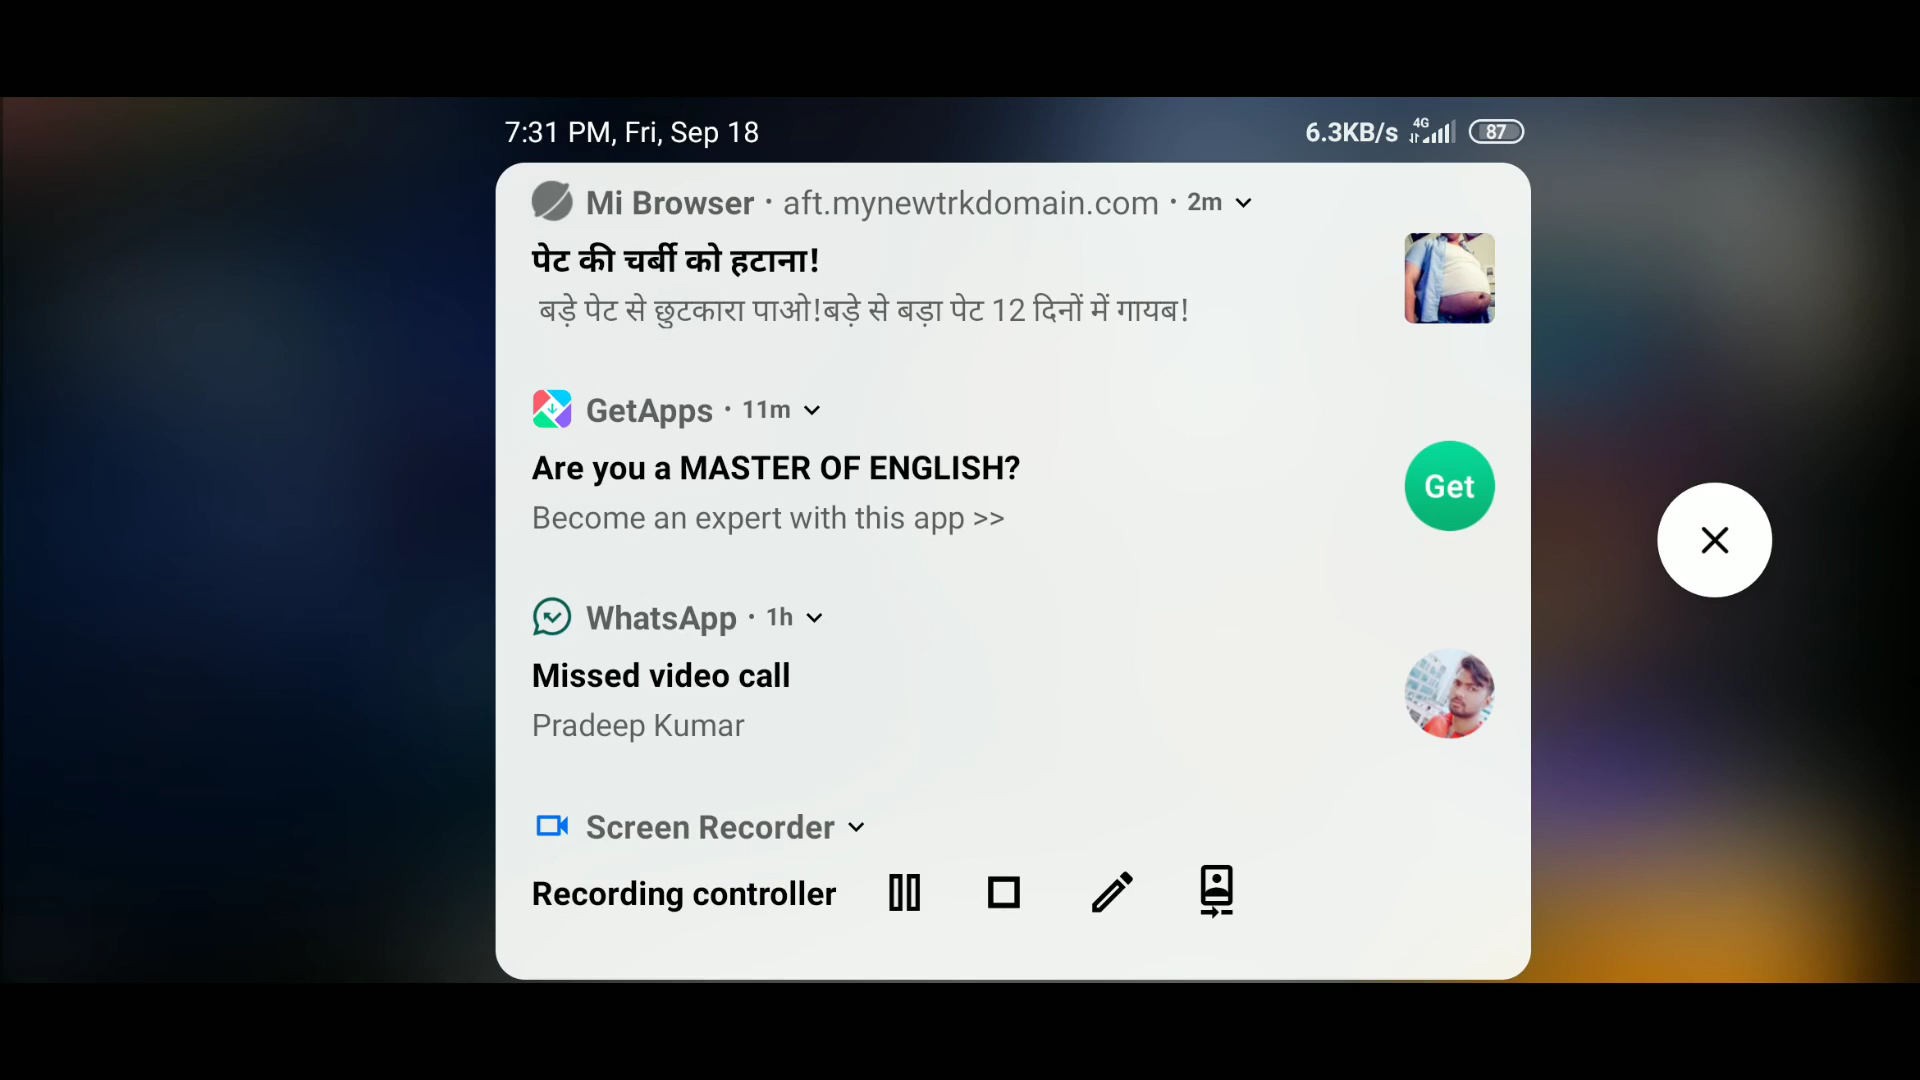 7:31 PM, Fri, Sep 18 6.3KB/s 4G 87
Mi Browser · aft.mynewtrkdomain.com · 2m
पेट की चर्बी को हटाना!
बड़े पेट से छुटकारा पाओ!बड़े से बड़ा पेट 12 दिनों में गायब!
GetApps · 11m
Are you a MASTER OF ENGLISH?
Get
Become an expert with this app >>
WhatsApp · 1h
Missed video call
Pradeep Kumar
Screen Recorder
Recording controller